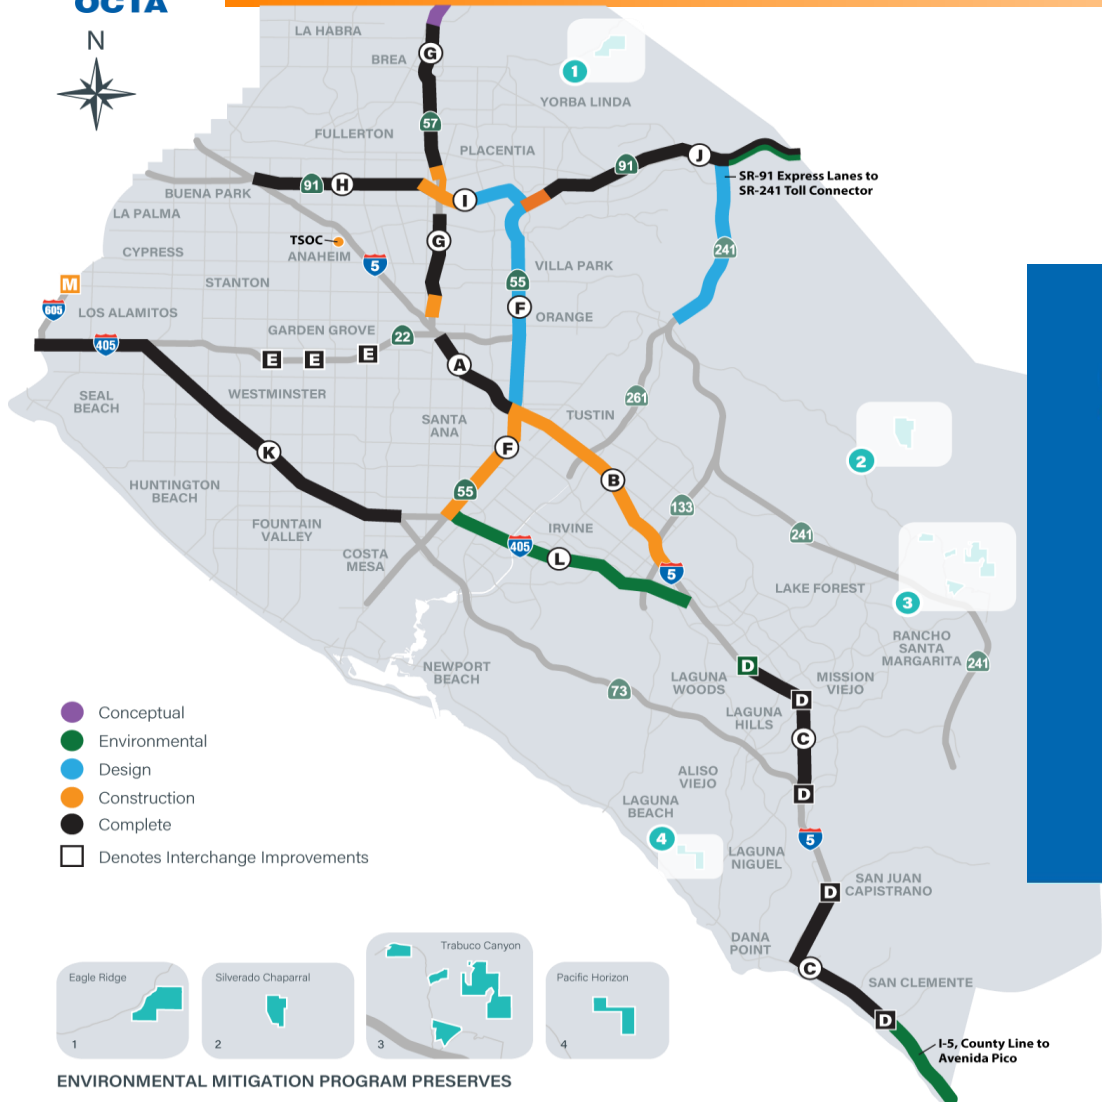 OCTA
N
LA HABRA
G
BREA
1
YORBA LINDA
57
FULLERTON
PLACENTIA
J
91
SR-91 Express Lanes to
SR-241 Toll Connector
91
H
BUENA PARK
I
LA PALMA
TSOC
G
CYPRESS
ANAHEIM
5
241
VILLA PARK
STANTON
55
M
605
LOS ALAMITOS
F
ORANGE
GARDEN GROVE
22
405
E
E
E
A
SEAL
BEACH
WESTMINSTER
261
TUSTIN
SANTA
ANA
F
K
2
B
HUNTINGTON
BEACH
55
133
FOUNTAIN
VALLEY
IRVINE
241
405
COSTA
MESA
L
5
LAKE FOREST
3
RANCHO
SANTA
MARGARITA
241
NEWPORT
BEACH
D
LAGUNA
WOODS
MISSION
VIEJO
73
D
LAGUNA
HILLS
C
ALISO
VIEJO
D
LAGUNA
BEACH
4
5
LAGUNA
NIGUEL
D
SAN JUAN
CAPISTRANO
DANA
POINT
C
SAN CLEMENTE
D
I-5, County Line to
Avenida Pico
Conceptual
Environmental
Design
Construction
Complete
Denotes Interchange Improvements
Eagle Ridge
1
Silverado Chaparral
2
Trabuco Canyon
3
Pacific Horizon
4
ENVIRONMENTAL MITIGATION PROGRAM PRESERVES